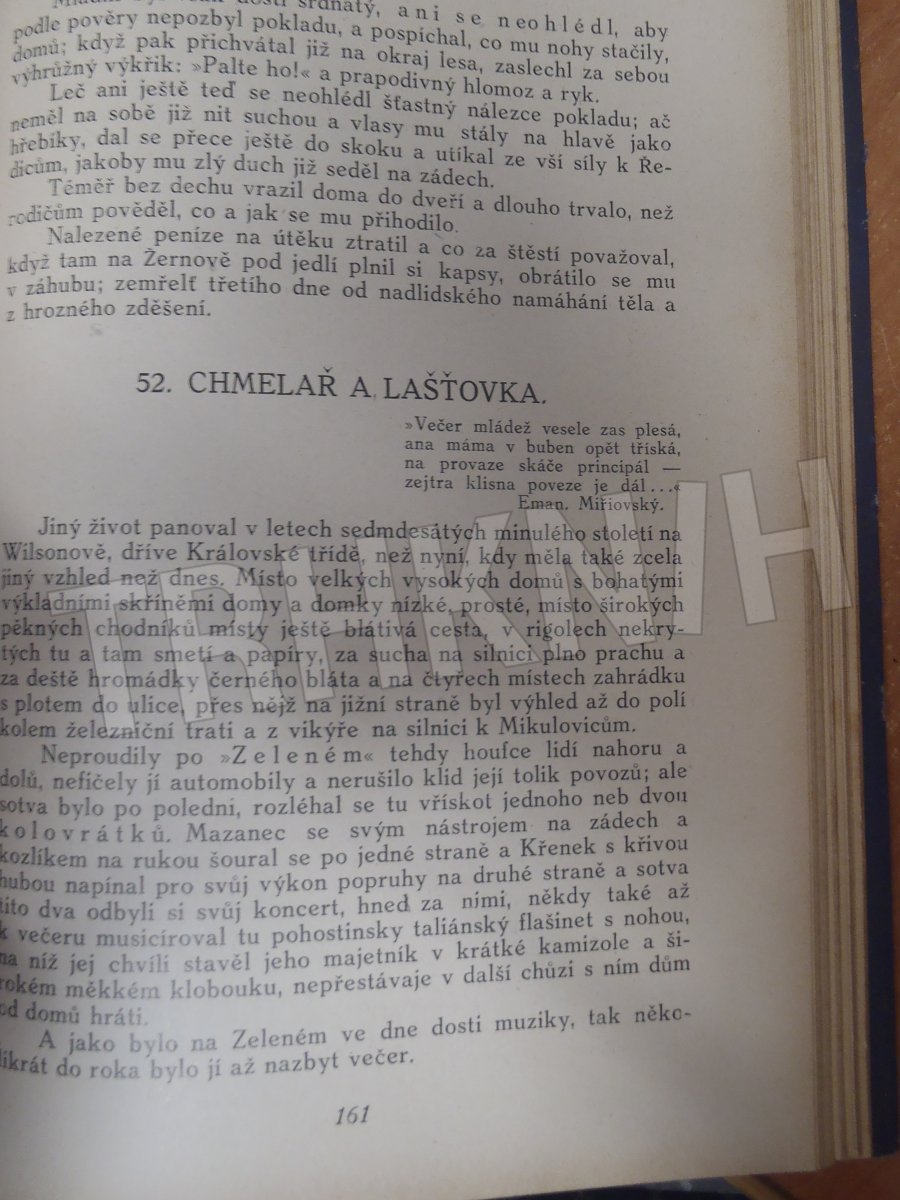 byl však dosti srdnatý, ani se neohlédl, aby
podle pověry nepozbyl pokladu, a pospíchal, co mu nohy stačily,
domů; když pak přichvátal již na okraj lesa, zaslechl za sebou
výhrůžný výkřik: »Palte ho!« a prapodivný hlomoz a ryk.
Leč ani ještě teď se neohlédl šťastný nálezce pokladu; ač
neměl na sobě již nit suchou a vlasy mu stály na hlavě jako
hřebíky, dal se přece ještě do skoku a utíkal ze vší síly k Ře-
dicům, jakoby mu zlý duch již seděl na zádech.
Téměř bez dechu vrazil doma do dveří a dlouho trvalo, než
rodičům pověděl, co a jak se mu přihodilo.
Nalezené peníze na útěku ztratil a co za štěstí považoval,
když tam na Žernově pod jedlí plnil si kapsy, obrátilo se mu
v záhubu; zemřelť třetího dne od nadlidského namáhání těla a
z hrozného zděšení.
52. CHMELAŘ A LAŠŤOVKA.
»Večer mládež vesele zas plesá,
ana máma v buben opět tříská,
na provaze skáče principál —
zejtra klisna poveze je dál...«
Eman. Miřiovský.
Jiný život panoval v letech sedmdesátých minulého století na
Wilsonově, dříve Královské třídě, než nyní, kdy měla také zcela
jiný vzhled než dnes. Místo velkých vysokých domů s bohatými
výkladními skříněmi domy a domky nízké, prosté, místo širokých
pěkných chodníků místy ještě blátivá cesta, v rigolech nekry-
tých tu a tam smetí a papíry, za sucha na silnici plno prachu a
za deště hromádky černého bláta a na čtyřech místech zahrádku
s plotem do ulice, přes nějž na jižní straně byl výhled až do polí
kolem železniční trati a z vikýře na silnici k Mikulovicům.
Neproudily po »Zeleném« tehdy houfce lidí nahoru a
dolů, nefičely jí automobily a nerušilo klid její tolik povozů; ale
sotva bylo po poledni, rozléhal se tu vřískot jednoho neb dvou
kolovrátků. Mazanec se svým nástrojem na zádech a
kozlíkem na rukou šoural se po jedné straně a Křenek s křivou
hubou napínal pro svůj výkon popruhy na druhé straně a sotva
tito dva odbyli si svůj koncert, hned za nimi, někdy také až
k večeru musicíroval tu pohostinsky taliánský flašinet s nohou,
na níž jej chvíli stavěl jeho majetník v krátké kamizole a ši-
rokém měkkém klobouku, nepřestávaje v další chůzi s ním dům
od domů hráti.
A jako bylo na Zeleném ve dne dosti muziky, tak něko-
likrát do roka bylo jí až nazbyt večer.
161